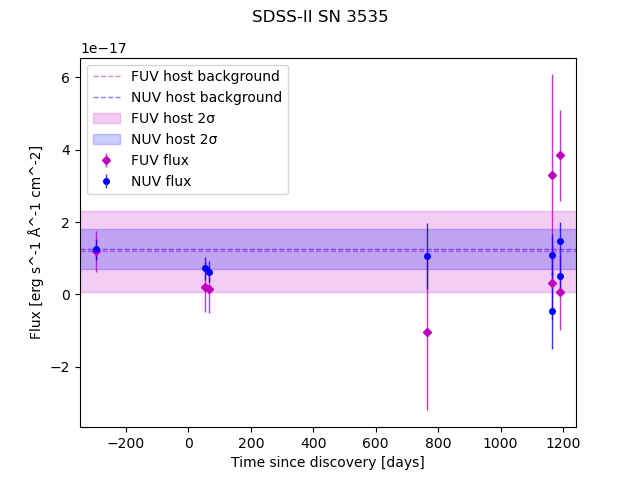 SDSS-II SN 3535
1e−17
FUV host background
NUV host background
FUV host 2σ
NUV host 2σ
FUV flux
NUV flux
6
4
2
0
−2
Flux [erg s^-1 Å^-1 cm^-2]
−200 0 200 400 600 800 1000 1200
Time since discovery [days]